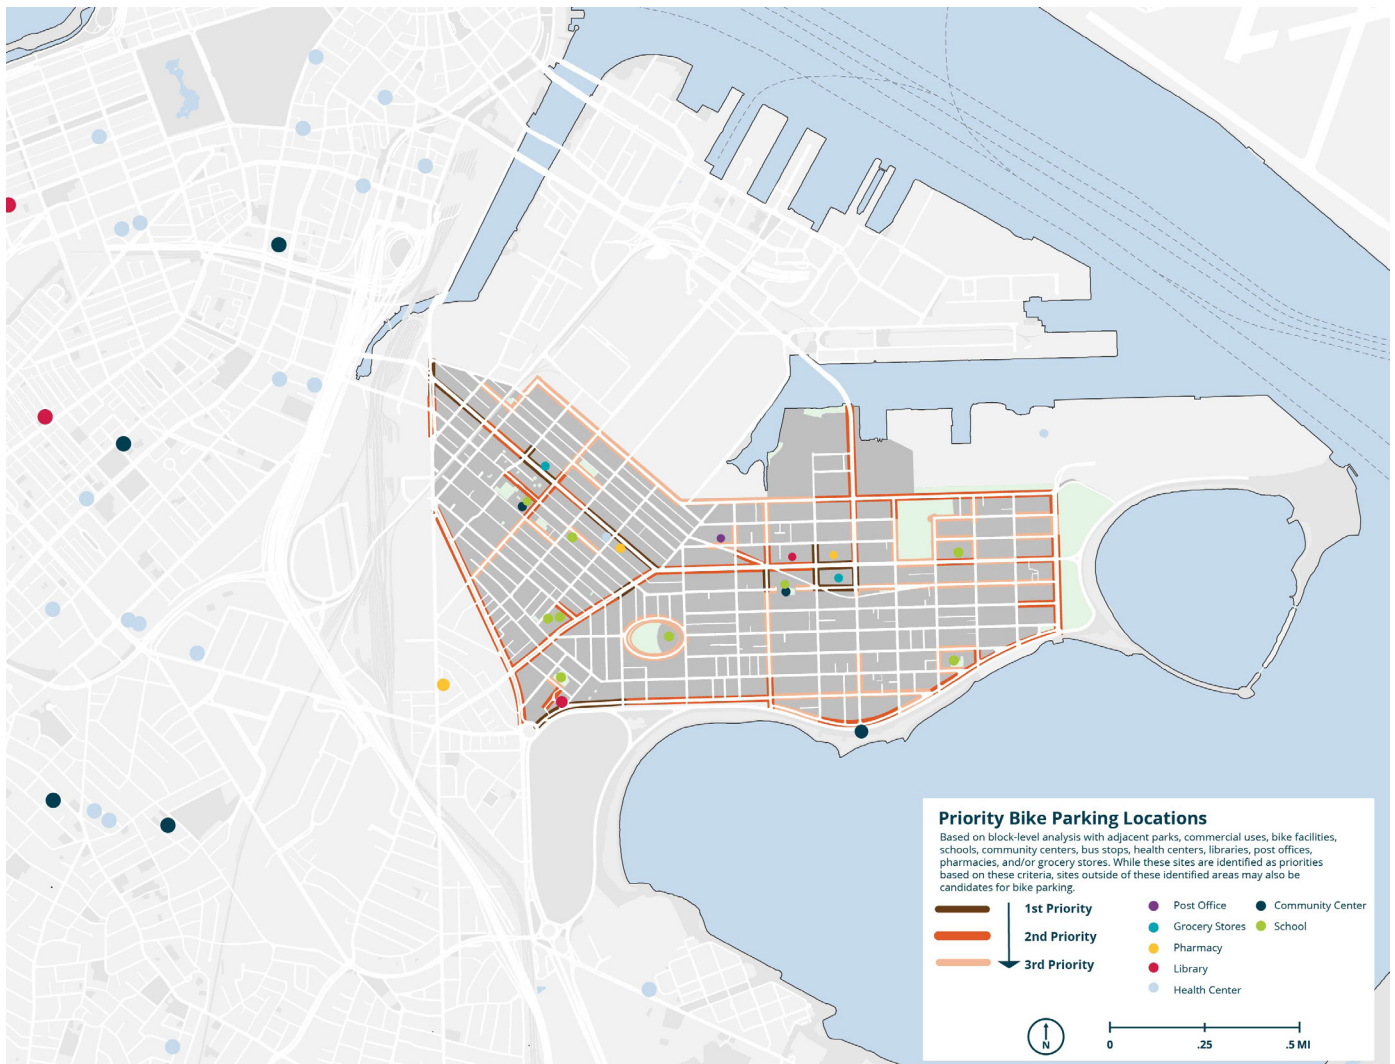 Priority Bike Parking Locations
Based on block-level analysis with adjacent parks, commercial uses, bike facilities,
schools, community centers, bus stops, health centers, libraries, post offices,
pharmacies, and/or grocery stores. While these sites are identified as priorities
based on these criteria, sites outside of these identified areas may also be
candidates for bike parking.
1st Priority
2nd Priority
3rd Priority
Post Office
Grocery Stores
Pharmacy
Library
Health Center
Community Center
School
N
0 .25 .5 MI